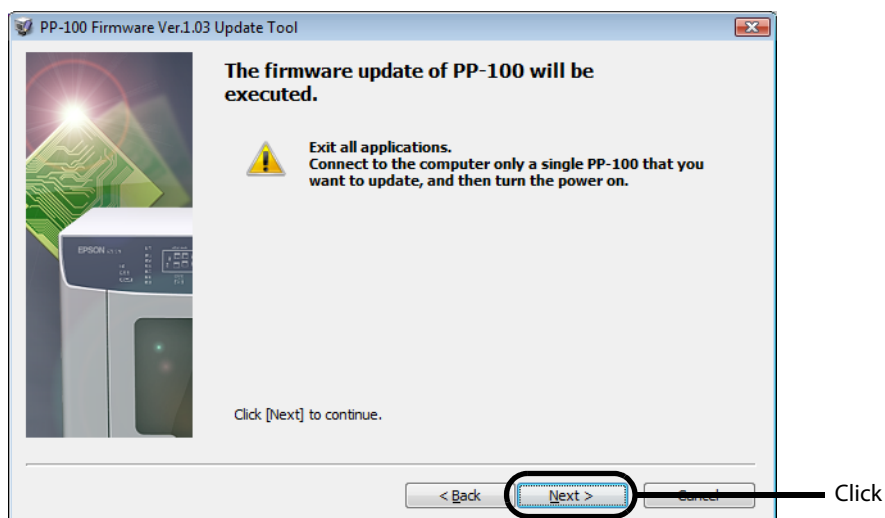 PP-100 Firmware Ver.1.03 Update Tool
The firmware update of PP-100 will be
executed.
Exit all applications.
Connect to the computer only a single PP-100 that you
want to update, and then turn the power on.
EPSON
Click [Next] to continue.
< Back
Next >
Cancel
Click